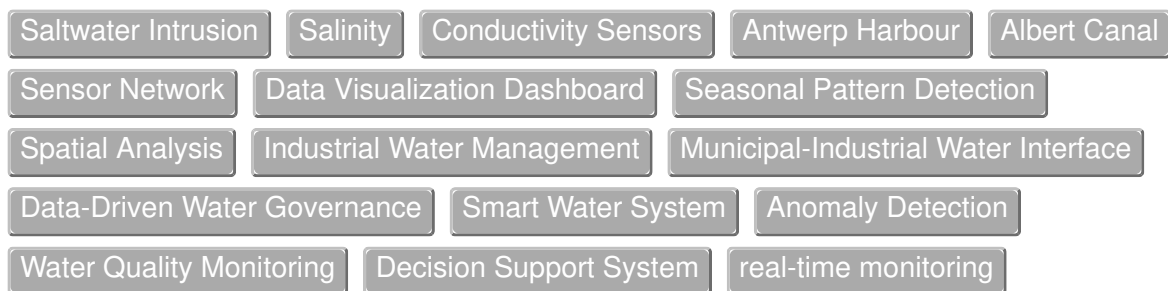 Saltwater Intrusion Salinity Conductivity Sensors Antwerp Harbour Albert Canal
Sensor Network Data Visualization Dashboard Seasonal Pattern Detection
Spatial Analysis Industrial Water Management Municipal-Industrial Water Interface
Data-Driven Water Governance Smart Water System Anomaly Detection
Water Quality Monitoring Decision Support System real-time monitoring